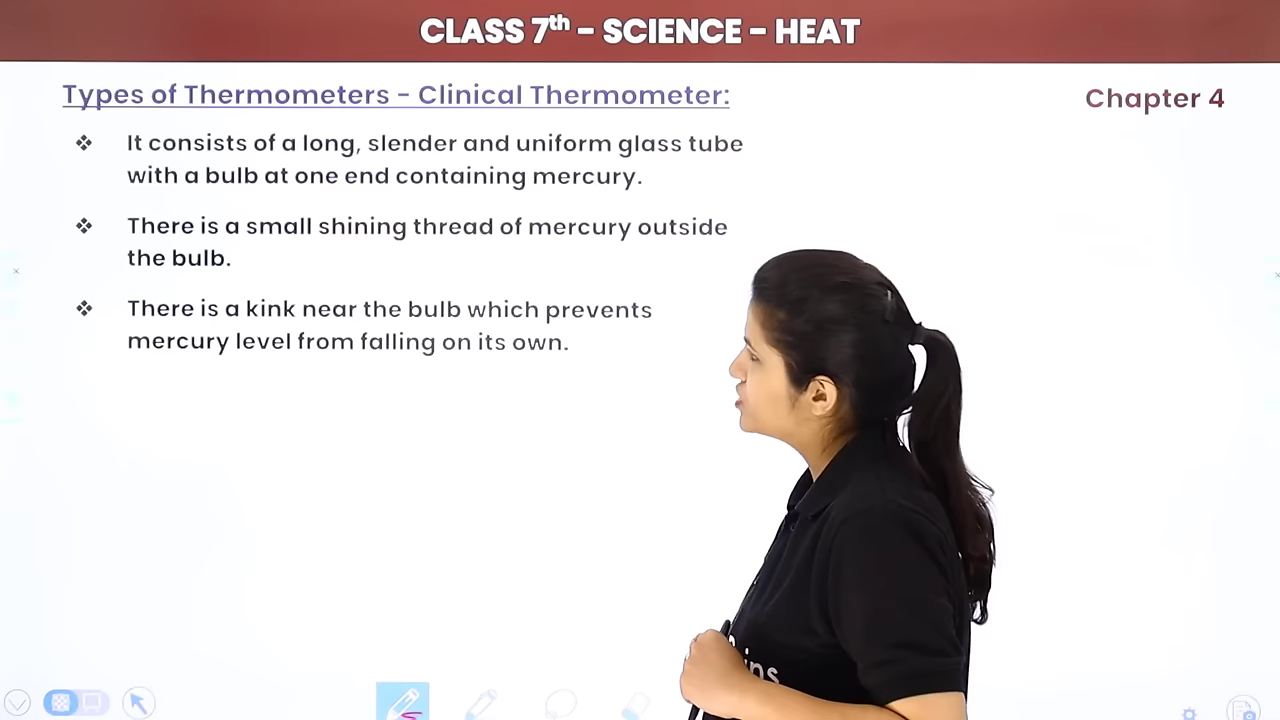 CLASS 7th - SCIENCE - HEAT
Types of Thermometers - Clinical Thermometer:
Chapter 4
❖ It consists of a long, slender and uniform glass tube
with a bulb at one end containing mercury.
❖ There is a small shining thread of mercury outside
the bulb.
❖ There is a kink near the bulb which prevents
mercury level from falling on its own.